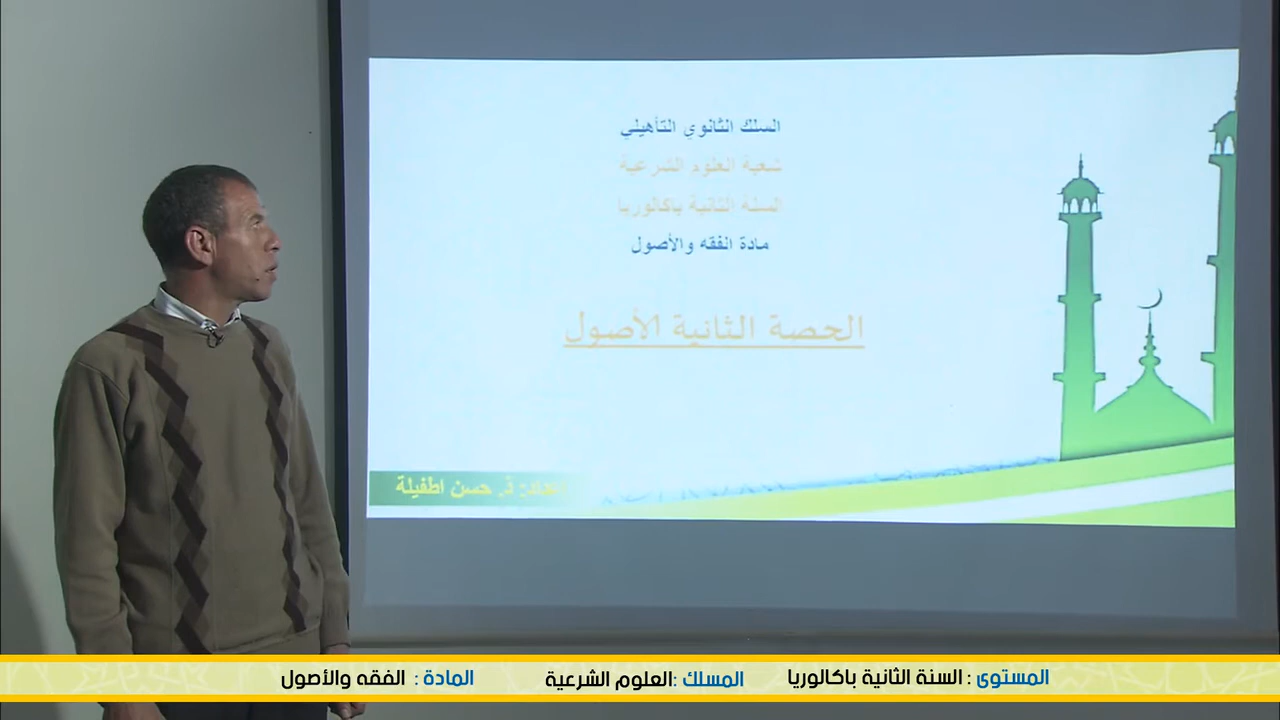 السلك الثانوي التأهيلي
شعبة العلوم الشرعية
السنة الثانية باكالوريا
مادة الفقه والأصول
الحصة الثانية الأصول
إعداد: ذ. حسن اطفيلة
المستوى : السنة الثانية باكالوريا المسلك :العلوم الشرعية المادة : الفقه والأصول